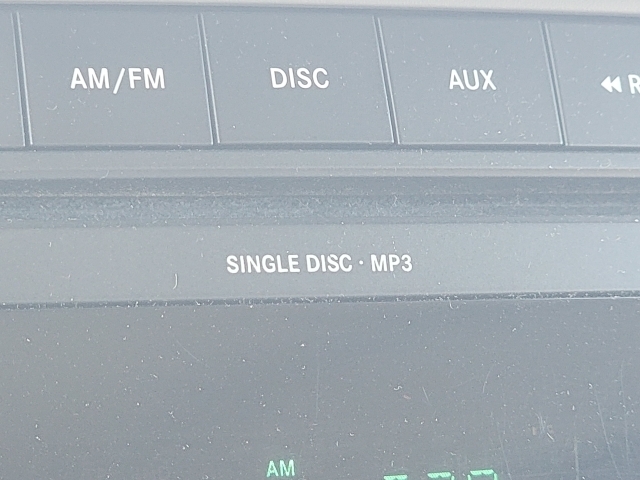 AM/FM DISC AUX
SINGLE DISC · MP3
AM